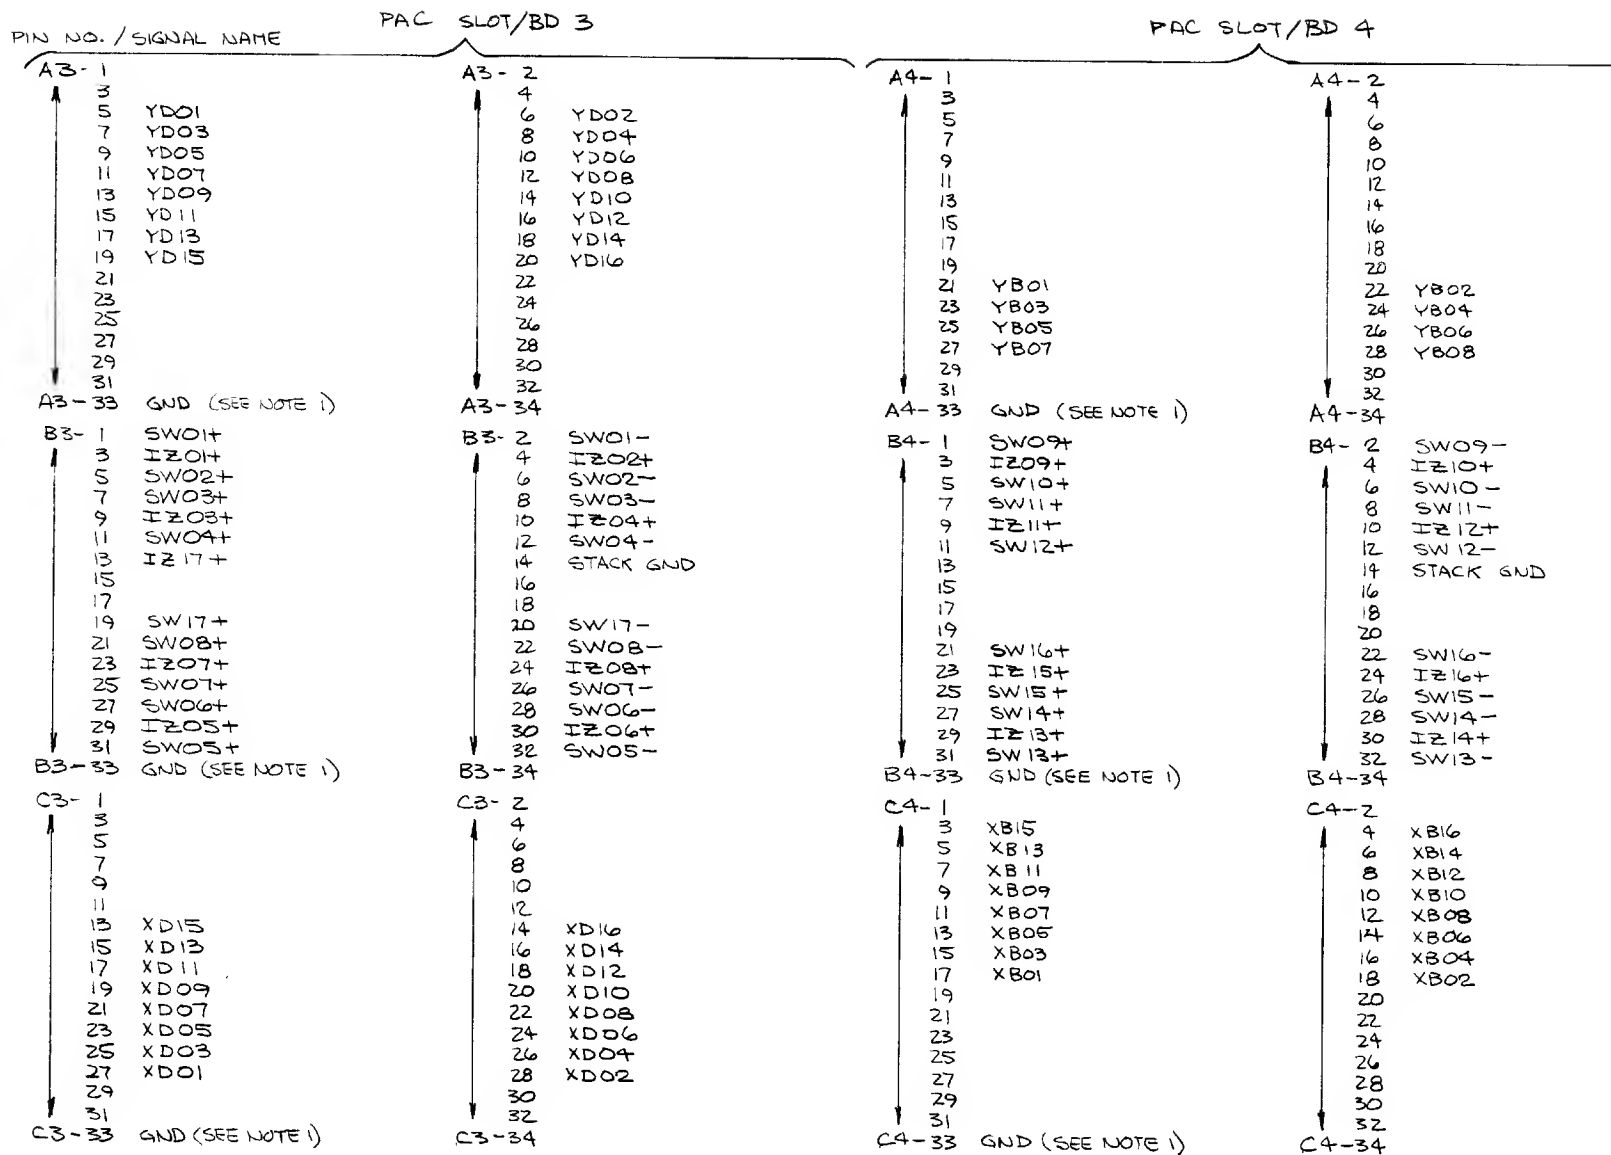 PAC SLOT/BD 3 PAC SLOT/BD 4
PIN NO. / SIGNAL NAME
A3- 1 A3- 2 A4- 1 A4- 2
3 4 3 4
5 YD01 6 YD02 5 6
7 YD03 8 YD04 7 8
9 YD05 10 YD06 9 10
11 YD07 12 YD08 11 12
13 YD09 14 YD10 13 14
15 YD11 16 YD12 15 16
17 YD13 18 YD14 17 18
19 YD15 20 YD16 19 20
21 22 21 YB01 22 YB02
23 24 23 YB03 24 YB04
25 26 25 YB05 26 YB06
27 28 27 YB07 28 YB08
29 30 29 30
31 32 31 32
A3-33 GND (SEE NOTE 1) A3-34 A4-33 GND (SEE NOTE 1) A4-34
B3- 1 SW01+ B3- 2 SW01- B4- 1 SW09+ B4- 2 SW09-
3 IZ01+ 4 IZ02+ 3 IZ09+ 4 IZ10+
5 SW02+ 6 SW02- 5 SW10+ 6 SW10-
7 SW03+ 8 SW03- 7 SW11+ 8 SW11-
9 IZ03+ 10 IZ04+ 9 IZ11+ 10 IZ12+
11 SW04+ 12 SW04- 11 SW12+ 12 SW12-
13 IZ17+ 14 STACK GND 13 14 STACK GND
15 16 15 16
17 18 17 18
19 SW17+ 20 SW17- 19 20
21 SW08+ 22 SW08- 21 SW16+ 22 SW16-
23 IZ07+ 24 IZ08+ 23 IZ15+ 24 IZ16+
25 SW07+ 26 SW07- 25 SW15+ 26 SW15-
27 SW06+ 28 SW06- 27 SW14+ 28 SW14-
29 IZ05+ 30 IZ06+ 29 IZ13+ 30 IZ14+
31 SW05+ 32 SW05- 31 SW13+ 32 SW13-
B3-33 GND (SEE NOTE 1) B3-34 B4-33 GND (SEE NOTE 1) B4-34
C3- 1 C3- 2 C4- 1 C4-2
3 4 3 XB15 4 XB16
5 6 5 XB13 6 XB14
7 8 7 XB11 8 XB12
9 10 9 XB09 10 XB10
11 12 11 XB07 12 XB08
13 XD15 14 XD16 13 XB05 14 XB06
15 XD13 16 XD14 15 XB03 16 XB04
17 XD11 18 XD12 17 XB01 18 XB02
19 XD09 20 XD10 19 20
21 XD07 22 XD08 21 22
23 XD05 24 XD06 23 24
25 XD03 26 XD04 25 26
27 XD01 28 XD02 27 28
29 30 29 30
31 32 31 32
C3-33 GND (SEE NOTE 1) C3-34 C4-33 GND (SEE NOTE 1) C4-34